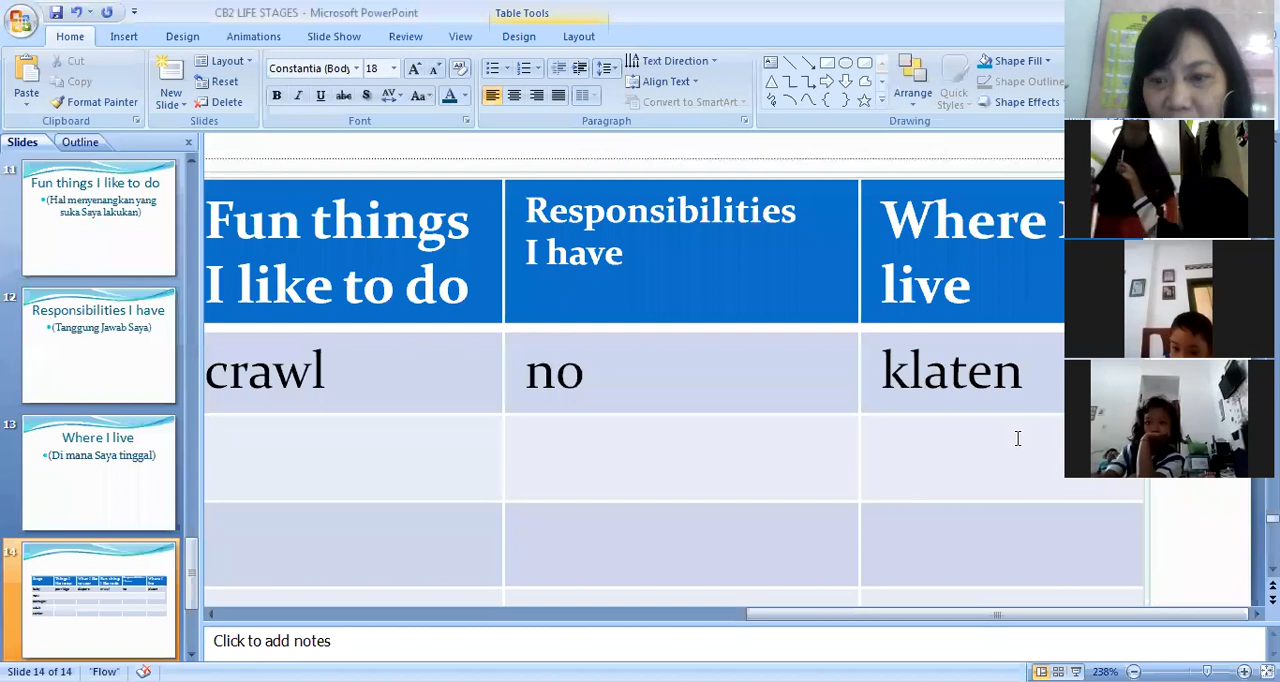 CB2 LIFE STAGES - Microsoft PowerPoint
Table Tools
Home Insert Design Animations Slide Show Review View Design Layout
Paste
Cut
Copy
Format Painter
Clipboard
New Slide
Layout
Reset
Delete
Slides
Constantia (Body) 18
B I U abc S AV Aa A
Font
Text Direction
Align Text
Convert to SmartArt
Paragraph
Arrange
Quick Styles
Shape Fill
Shape Outline
Shape Effects
Drawing
Slides Outline
11
Fun things I like to do
(Hal menyenangkan yang
suka Saya lakukan)
12
Responsibilities I have
(Tanggung Jawab Saya)
13
Where I live
(Di mana Saya tinggal)
14
Fun things
I like to do
Responsibilities
I have
Where I
live
crawl
no
klaten
Click to add notes
Slide 14 of 14
"Flow"
238%